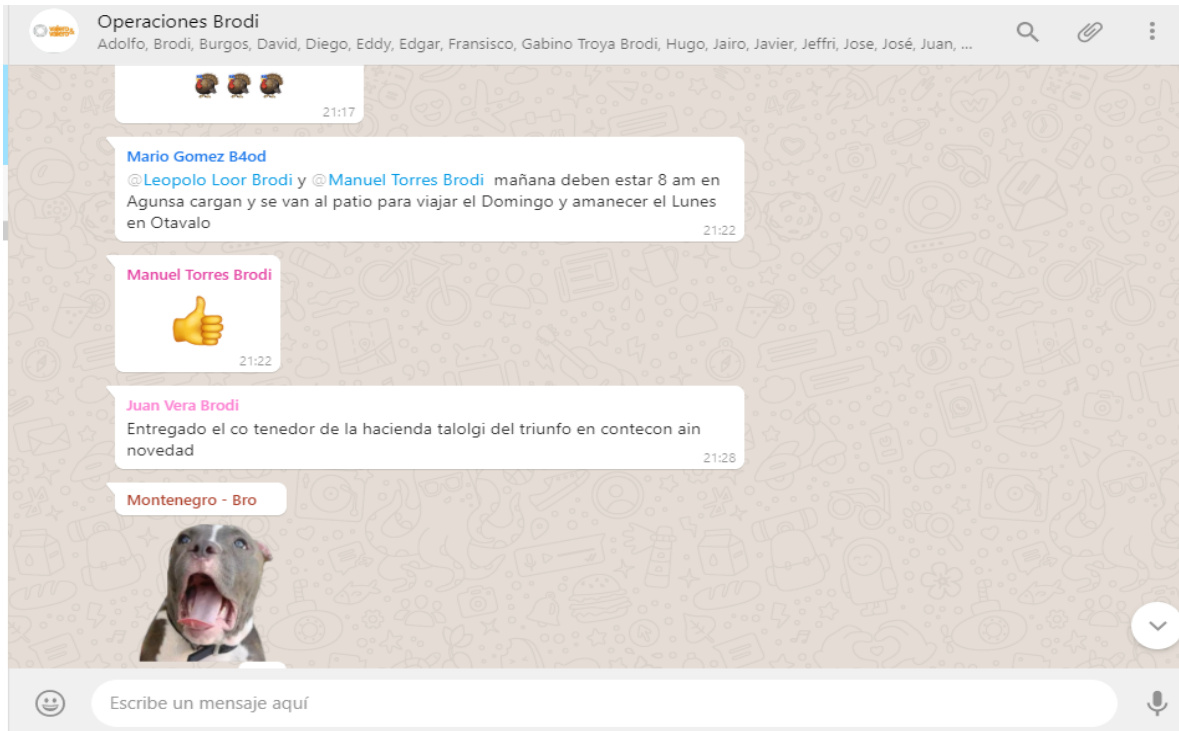 Operaciones Brodi
Adolfo, Brodi, Burgos, David, Diego, Eddy, Edgar, Fransisco, Gabino Troya Brodi, Hugo, Jairo, Javier, Jeffri, Jose, José, Juan, ...
21:17
Mario Gomez B4od
@Leopolo Loor Brodi y @Manuel Torres Brodi mañana deben estar 8 am en
Agunsa cargan y se van al patio para viajar el Domingo y amanecer el Lunes
en Otavalo
21:22
Manuel Torres Brodi
21:22
Juan Vera Brodi
Entregado el co tenedor de la hacienda talolgi del triunfo en contecon ain
novedad
21:28
Montenegro - Bro
Escribe un mensaje aquí